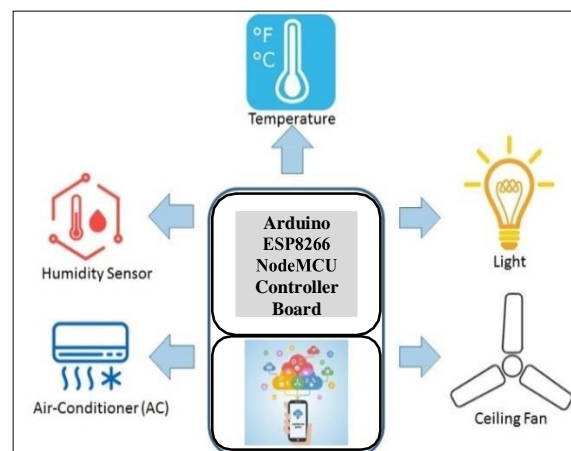 °F
°C
Temperature
Arduino
ESP8266
NodeMCU
Controller
Board
Humidity Sensor
Light
Air-Conditioner (AC)
Ceiling Fan